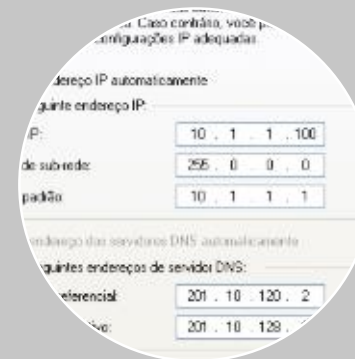 Caso contrário, você
configurações IP adequadas.
endereço IP automaticamente
guinte endereço IP:
IP:
10 . 1 . 1 . 100
de sub-rede:
255 . 0 . 0 . 0
padrão:
10 . 1 . 1 . 1
endereço dos servidores DNS automaticamente
guintes endereços de servidor DNS:
eferencial:
201 . 10 . 120 . 2
ivo:
201 . 10 . 128 .